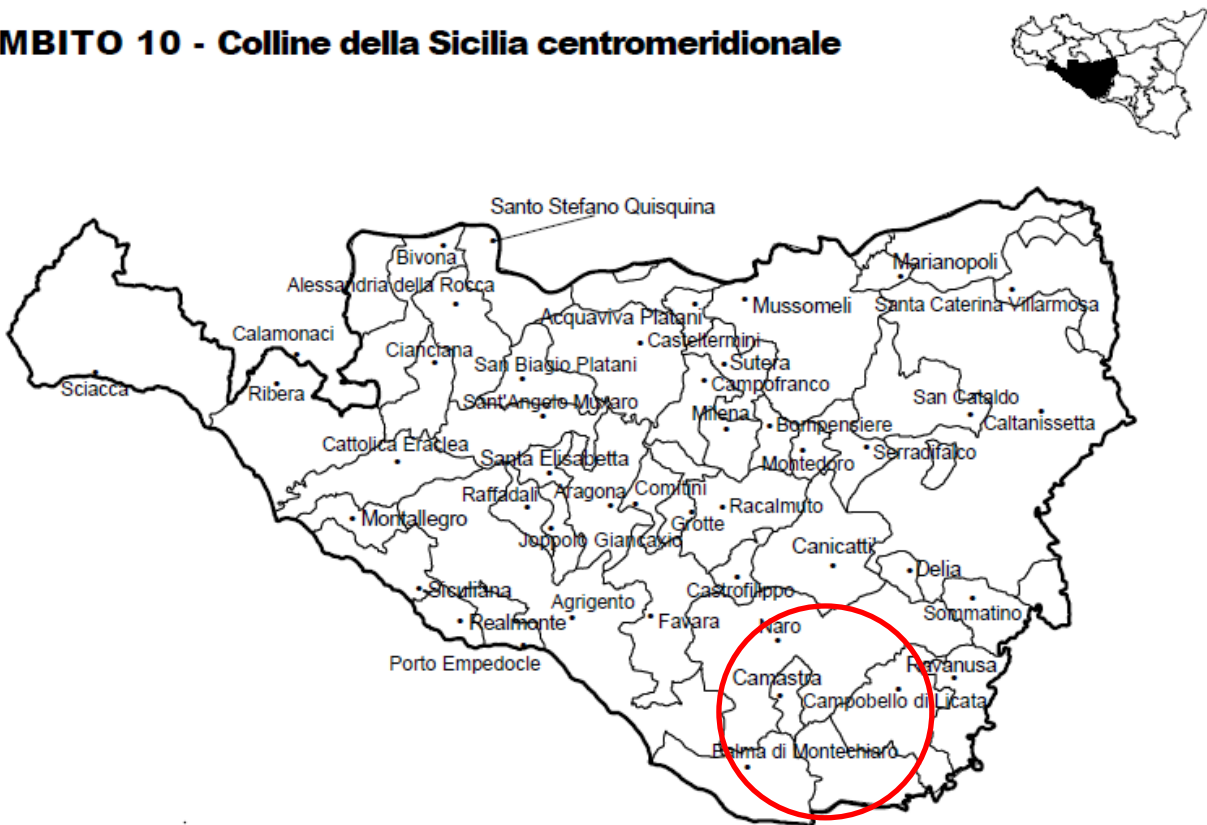 MBITO 10 - Colline della Sicilia centromeridionale
Santo Stefano Quisquina
Bivona
Marianopoli
Alessandria della Rocca
Mussomeli
Santa Caterina Villarmosa
Acquaviva Platani
Calamonaci
Casteltermini
Cianciana
San Biagio Platani
Sutera
Sciacca
Ribera
Campofranco
San Cataldo
Sant'Angelo Muxaro
Milena
Bompensiere
Caltanissetta
Cattolica Eraclea
Santa Elisabetta
Montedoro
Serradifalco
Raffadali
Aragona
Comitini
Montallegro
Grotte
Racalmuto
Joppolo Giancaxio
Canicatti
Delia
Siculiana
Castrofilippo
Agrigento
Sommatino
Realmonte
Favara
Naro
Porto Empedocle
Ravanusa
Camastra
Campobello di Licata
Palma di Montechiaro